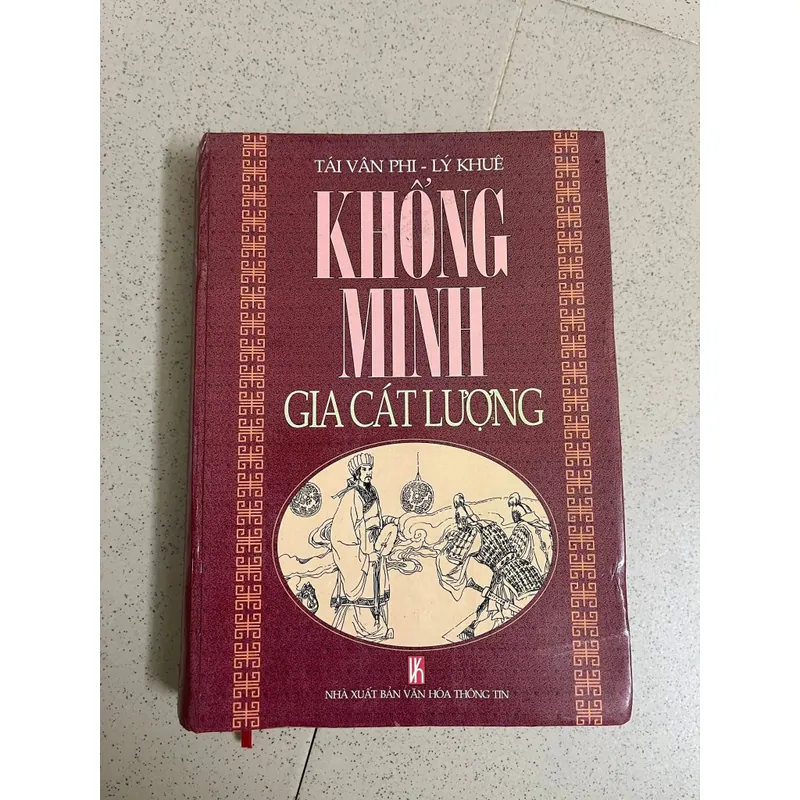 TÁI VÂN PHI - LÝ KHUÊ
KHỔNG
MINH
GIA CÁT LƯỢNG
NHÀ XUẤT BẢN VĂN HÓA THÔNG TIN